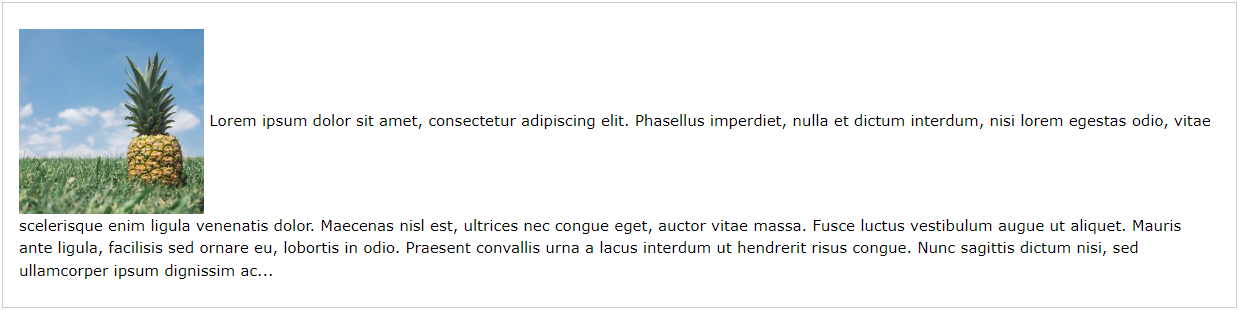 Lorem ipsum dolor sit amet, consectetur adipiscing elit. Phasellus imperdiet, nulla et dictum interdum, nisi lorem egestas odio, vitae
scelerisque enim ligula venenatis dolor. Maecenas nisl est, ultrices nec congue eget, auctor vitae massa. Fusce luctus vestibulum augue ut aliquet. Mauris
ante ligula, facilisis sed ornare eu, lobortis in odio. Praesent convallis urna a lacus interdum ut hendrerit risus congue. Nunc sagittis dictum nisi, sed
ullamcorper ipsum dignissim ac...